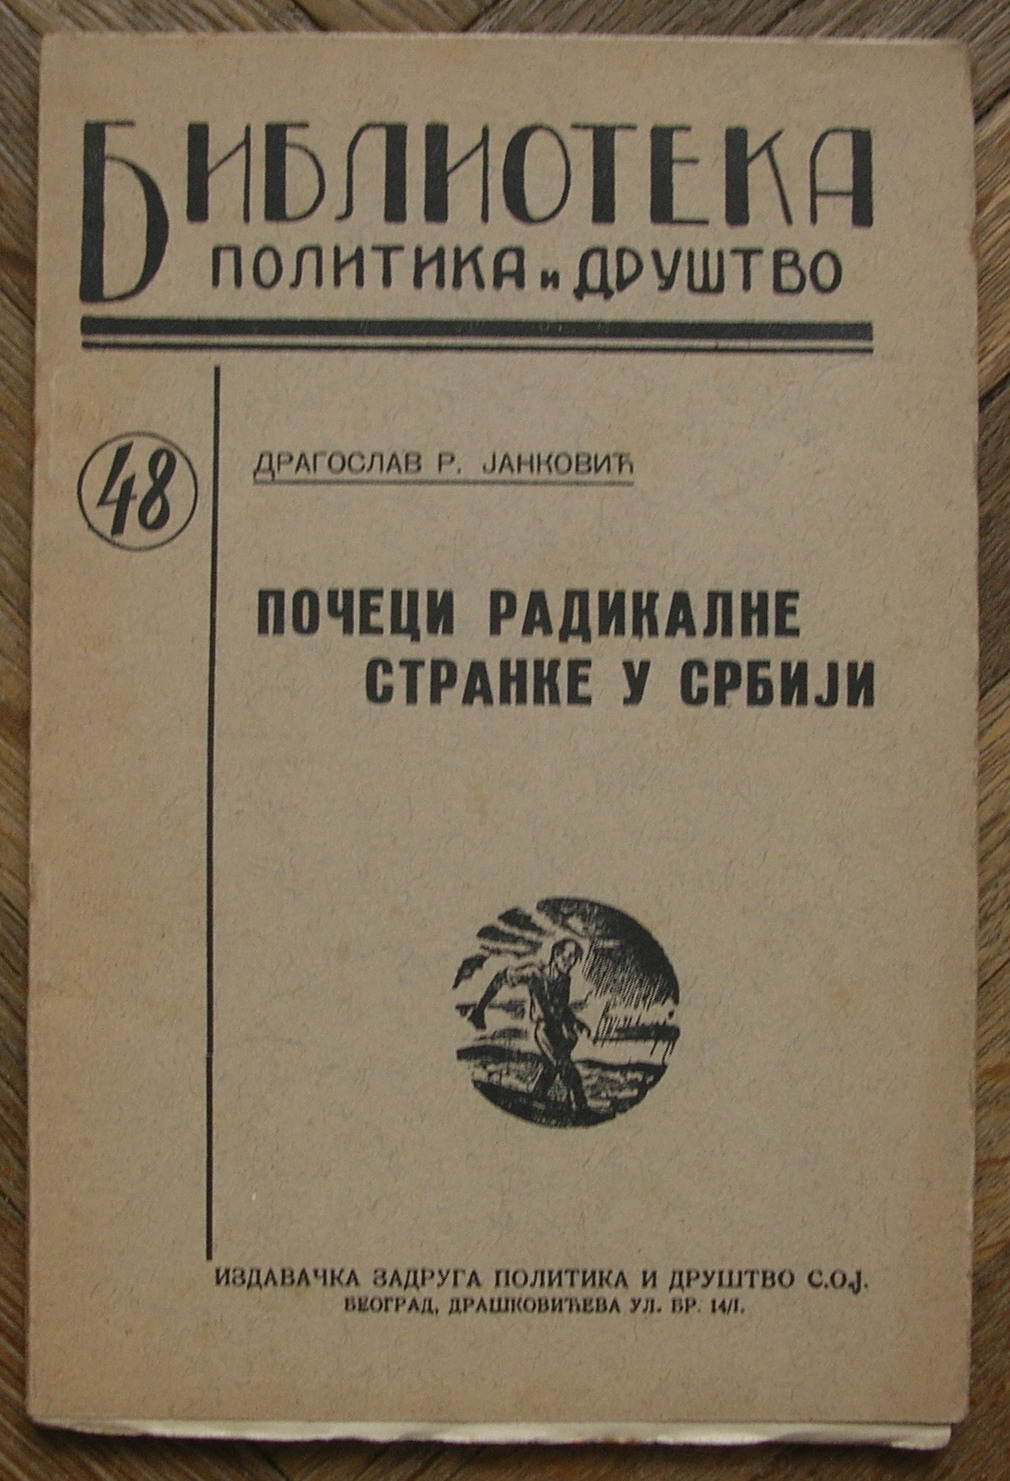 БИБЛИОТЕКА
ПОЛИТИКА и ДРУШТВО
48
ДРАГОСЛАВ Р. ЈАНКОВИЋ
ПОЧЕЦИ РАДИКАЛНЕ
СТРАНКЕ У СРБИЈИ
ИЗДАВАЧКА ЗАДРУГА ПОЛИТИКА И ДРУШТВО С.О.Ј.
БЕОГРАД, ДРАШКОВИЋЕВА УЛ. БР. 14/I.